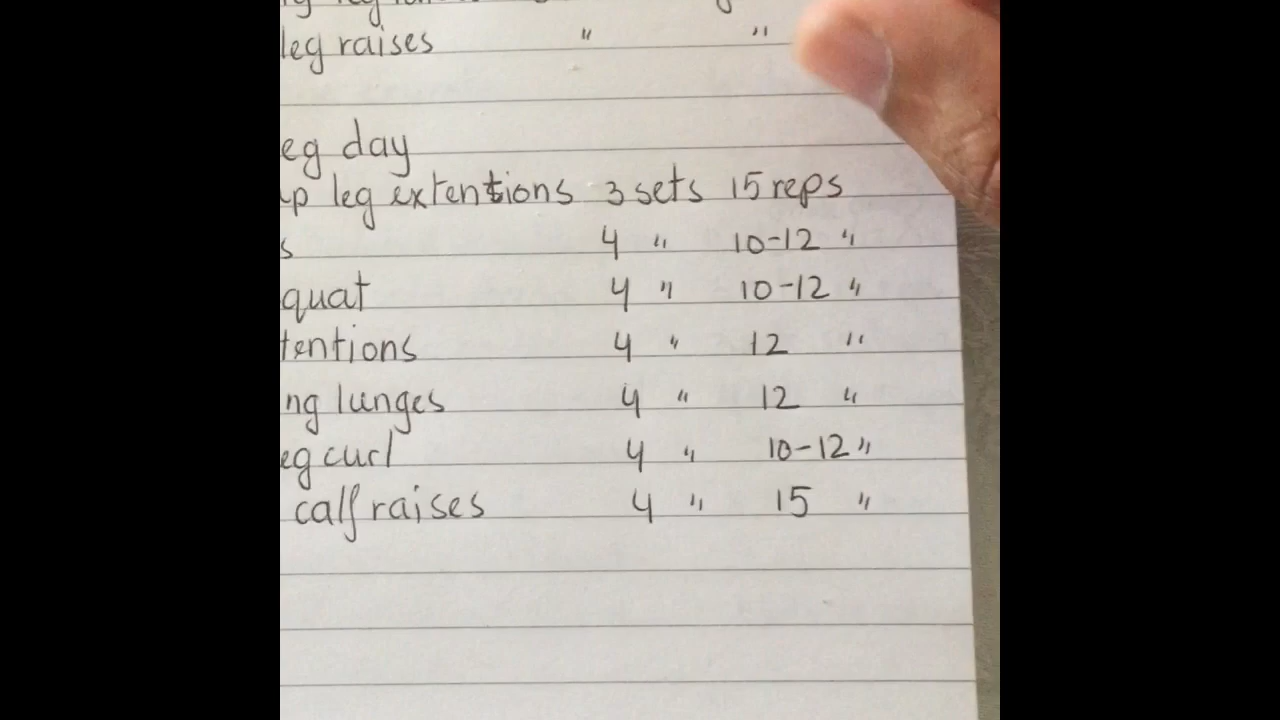 leg raises " "
eg day
up leg extentions 3 sets 15 reps
s 4 " 10-12 "
quat 4 " 10-12 "
tentions 4 " 12 "
ng lunges 4 " 12 "
eg curl 4 " 10-12 "
calf raises 4 " 15 "